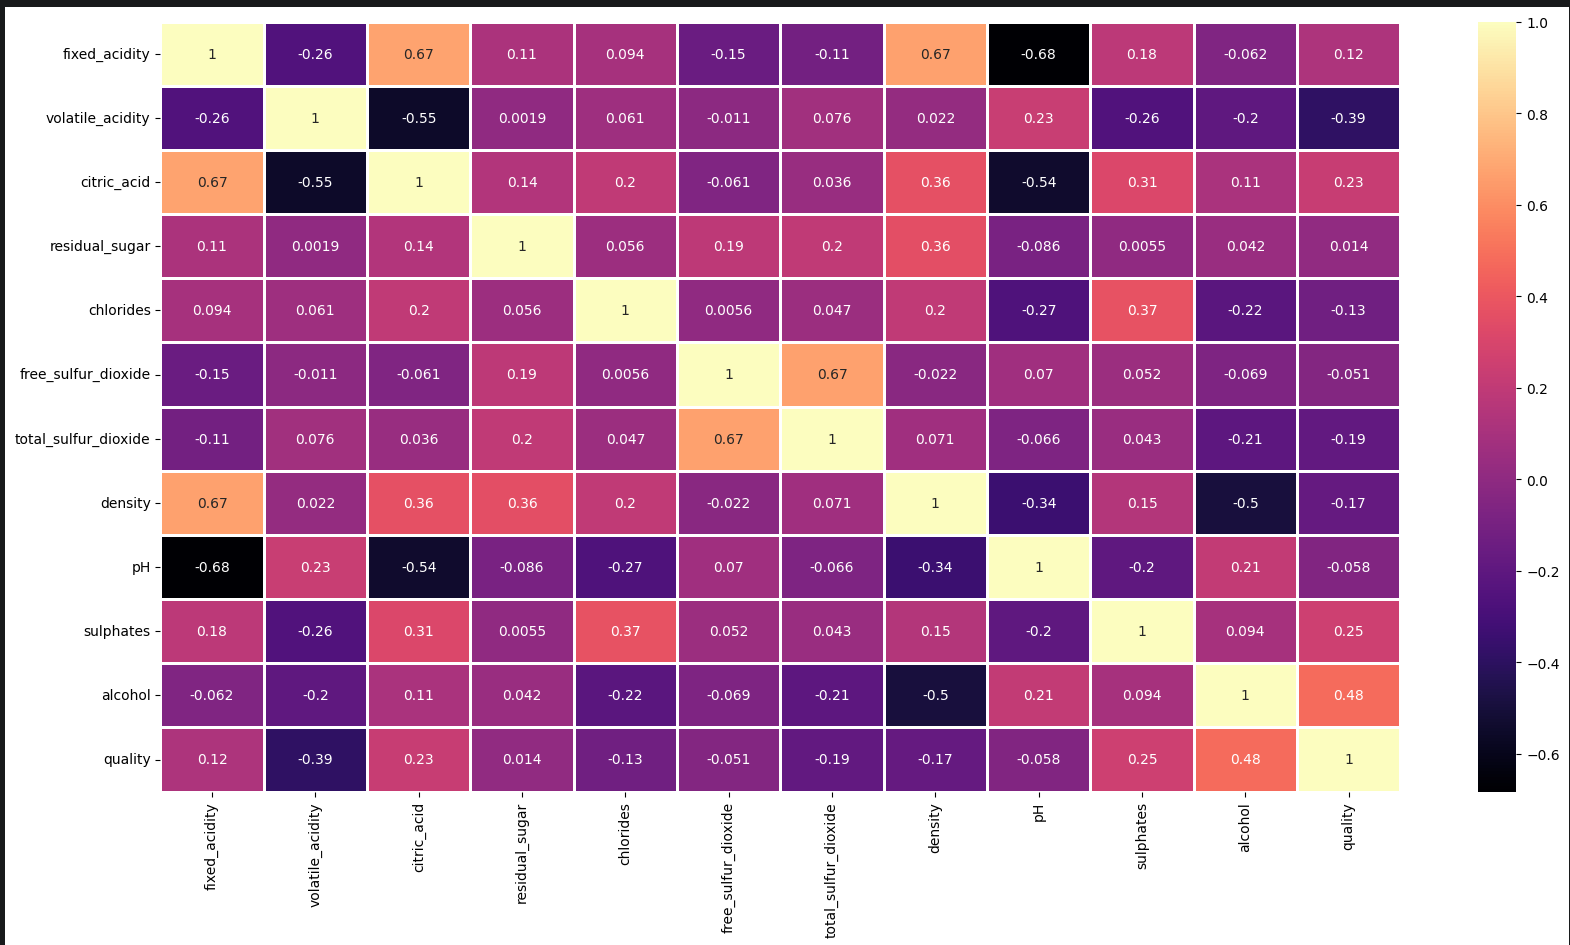 fixed_acidity 1 -0.26 0.67 0.11 0.094 -0.15 -0.11 0.67 -0.68 0.18 -0.062 0.12
volatile_acidity -0.26 1 -0.55 0.0019 0.061 -0.011 0.076 0.022 0.23 -0.26 -0.2 -0.39
citric_acid 0.67 -0.55 1 0.14 0.2 -0.061 0.036 0.36 -0.54 0.31 0.11 0.23
residual_sugar 0.11 0.0019 0.14 1 0.056 0.19 0.2 0.36 -0.086 0.0055 0.042 0.014
chlorides 0.094 0.061 0.2 0.056 1 0.0056 0.047 0.2 -0.27 0.37 -0.22 -0.13
free_sulfur_dioxide -0.15 -0.011 -0.061 0.19 0.0056 1 0.67 -0.022 0.07 0.052 -0.069 -0.051
total_sulfur_dioxide -0.11 0.076 0.036 0.2 0.047 0.67 1 0.071 -0.066 0.043 -0.21 -0.19
density 0.67 0.022 0.36 0.36 0.2 -0.022 0.071 1 -0.34 0.15 -0.5 -0.17
pH -0.68 0.23 -0.54 -0.086 -0.27 0.07 -0.066 -0.34 1 -0.2 0.21 -0.058
sulphates 0.18 -0.26 0.31 0.0055 0.37 0.052 0.043 0.15 -0.2 1 0.094 0.25
alcohol -0.062 -0.2 0.11 0.042 -0.22 -0.069 -0.21 -0.5 0.21 0.094 1 0.48
quality 0.12 -0.39 0.23 0.014 -0.13 -0.051 -0.19 -0.17 -0.058 0.25 0.48 1
fixed_acidity
volatile_acidity
citric_acid
residual_sugar
chlorides
free_sulfur_dioxide
total_sulfur_dioxide
density
pH
sulphates
alcohol
quality
1.0
0.8
0.6
0.4
0.2
0.0
−0.2
−0.4
−0.6